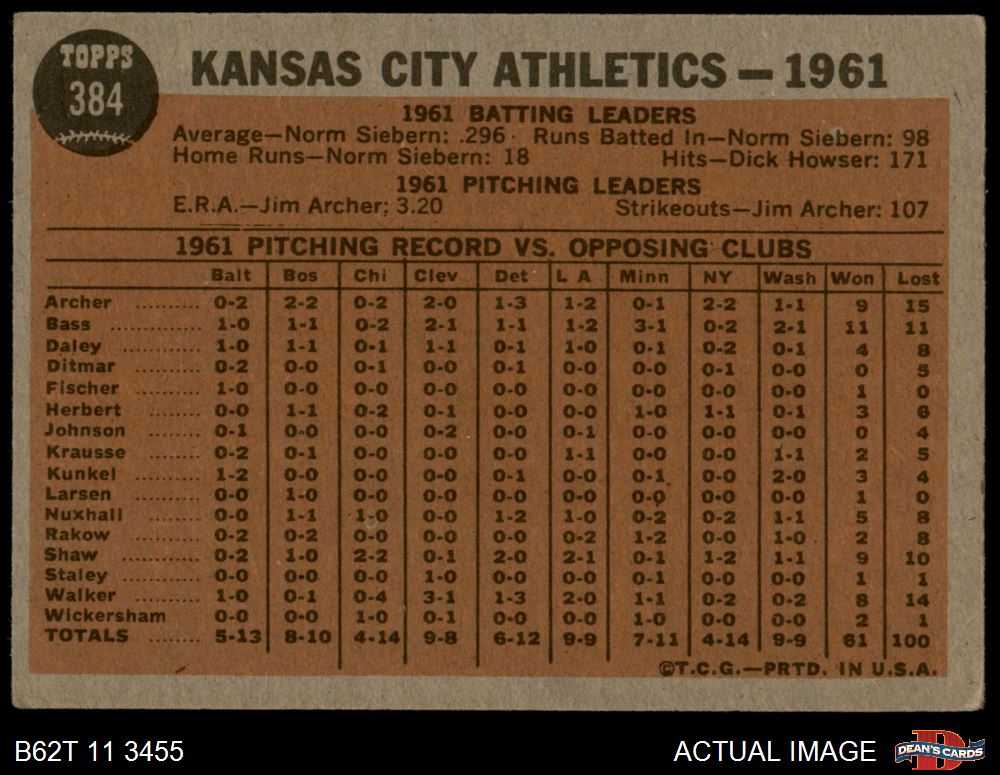 TOPPS
384
KANSAS CITY ATHLETICS — 1961
1961 BATTING LEADERS
Average—Norm Siebern: .296 Runs Batted In—Norm Siebern: 98
Home Runs—Norm Siebern: 18 Hits—Dick Howser: 171
1961 PITCHING LEADERS
E.R.A.—Jim Archer; 3.20 Strikeouts—Jim Archer: 107
1961 PITCHING RECORD VS. OPPOSING CLUBS
Balt Bos Chi Clev Det L A Minn NY Wash Won Lost
Archer .......... 0-2 2-2 0-2 2-0 1-3 1-2 0-1 2-2 1-1 9 15
Bass .............. 1-0 1-1 0-2 2-1 1-1 1-2 3-1 0-2 2-1 11 11
Daley ............ 1-0 1-1 0-1 1-1 0-1 1-0 0-1 0-2 0-1 4 8
Ditmar .......... 0-2 0-0 0-1 0-0 0-1 0-0 0-0 0-1 0-0 0 5
Fischer .......... 1-0 0-0 0-0 0-0 0-0 0-0 0-0 0-0 0-0 1 0
Herbert .......... 0-0 1-1 0-2 0-1 0-0 0-0 1-0 1-1 0-1 3 6
Johnson .......... 0-1 0-0 0-0 0-2 0-0 0-1 0-0 0-0 0-0 0 4
Krausse .......... 0-2 0-1 0-0 0-0 0-0 1-1 0-0 0-0 1-1 2 5
Kunkel .......... 1-2 0-0 0-0 0-0 0-1 0-0 0-1 0-0 2-0 3 4
Larsen .......... 0-0 1-0 0-0 0-0 0-0 0-0 0-0 0-0 0-0 1 0
Nuxhall .......... 0-0 1-1 1-0 0-0 1-2 1-0 0-2 0-2 1-1 5 8
Rakow .......... 0-2 0-2 0-0 0-0 0-0 0-2 1-2 0-0 1-0 2 8
Shaw ............ 0-2 1-0 2-2 0-1 2-0 2-1 0-1 1-2 1-1 9 10
Staley ............ 0-0 0-0 0-0 1-0 0-0 0-0 0-1 0-0 0-0 1 1
Walker .......... 1-0 0-1 0-4 3-1 1-3 2-0 1-1 0-2 0-2 8 14
Wickersham 0-0 0-0 1-0 0-1 0-0 0-0 1-0 0-0 0-0 2 1
TOTALS ........ 5-13 8-10 4-14 9-8 6-12 9-9 7-11 4-14 9-9 61 100
©T.C.G.—PRTD. IN U.S.A.
B62T 11 3455 ACTUAL IMAGE
D
DEAN'S CARDS